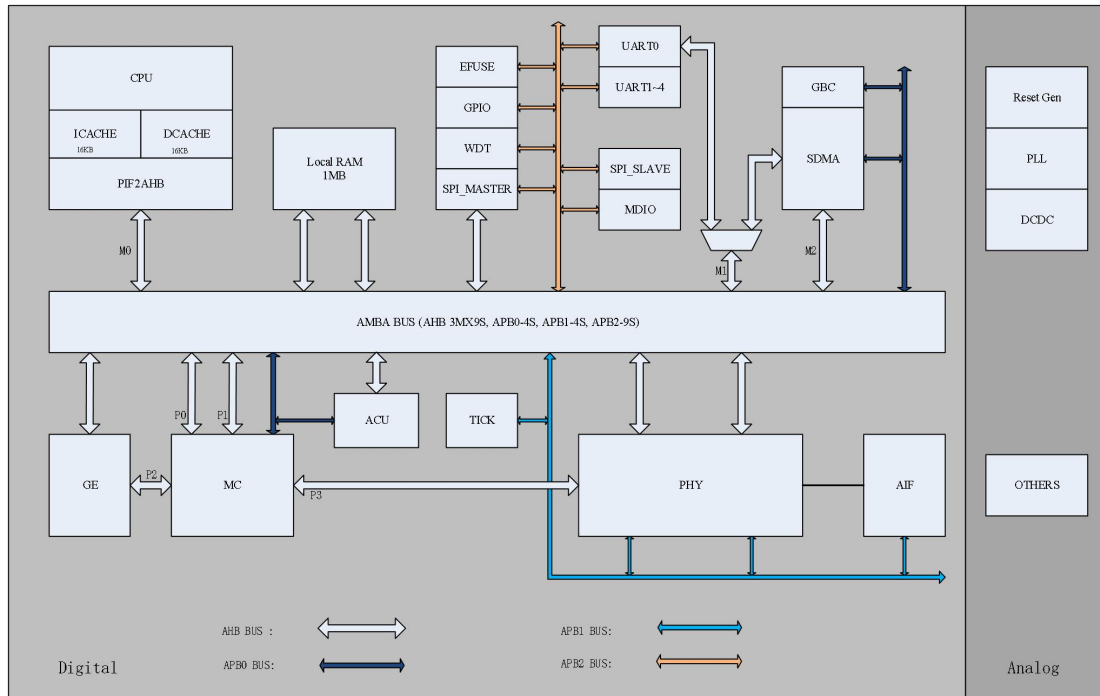 CPU
ICACHE
16KB
DCACHE
16KB
PIF2AHB
Local RAM
1MB
EFUSE
GPIO
WDT
SPI_MASTER
UART0
UART1~4
SPI_SLAVE
MDIO
GBC
SDMA
Reset Gen
PLL
DCDC
M0
M1
M2
AMBA BUS (AHB 3MX9S, APB0-4S, APB1-4S, APB2-9S)
P0
P1
ACU
TICK
GE
P2
MC
P3
PHY
AIF
OTHERS
AHB BUS :
APB1 BUS:
APB0 BUS:
APB2 BUS:
Digital
Analog